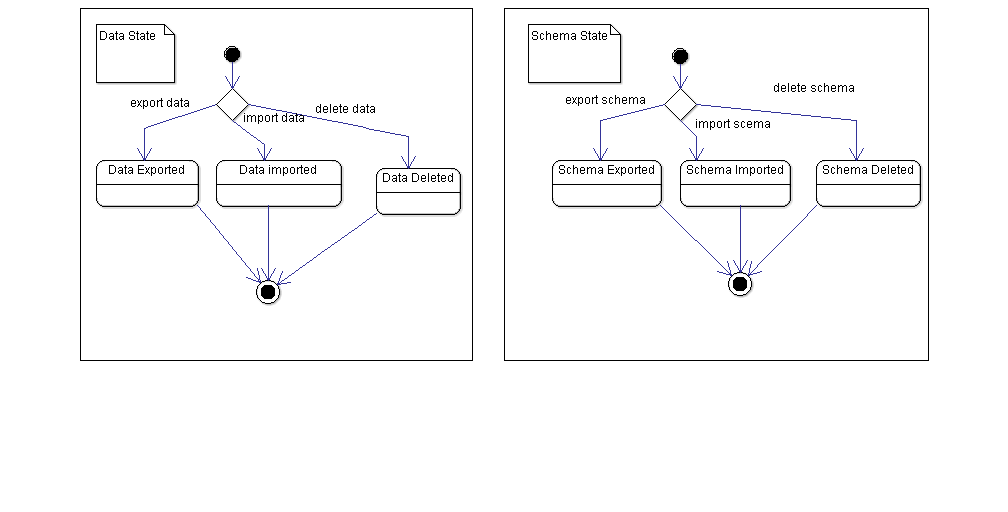 Data State
export data
delete data
import data
Data Exported
Data imported
Data Deleted
Schema State
delete schema
export schema
import scema
Schema Exported
Schema Imported
Schema Deleted